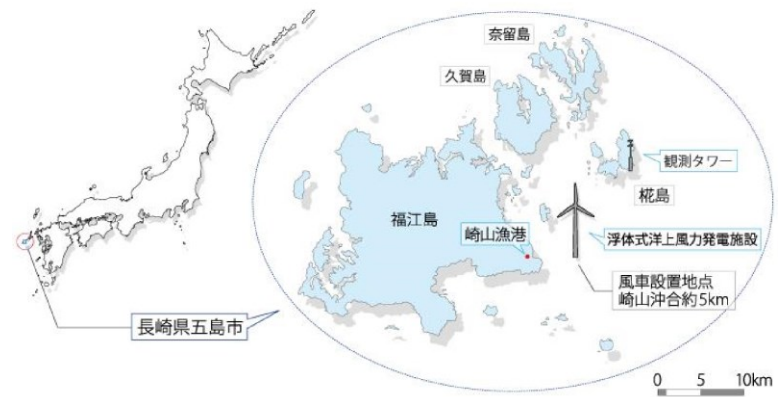 奈留島
久賀島
観測タワー
椛島
福江島
崎山漁港
浮体式洋上風力発電施設
風車設置地点
崎山沖合約5km
長崎県五島市
0 5 10km